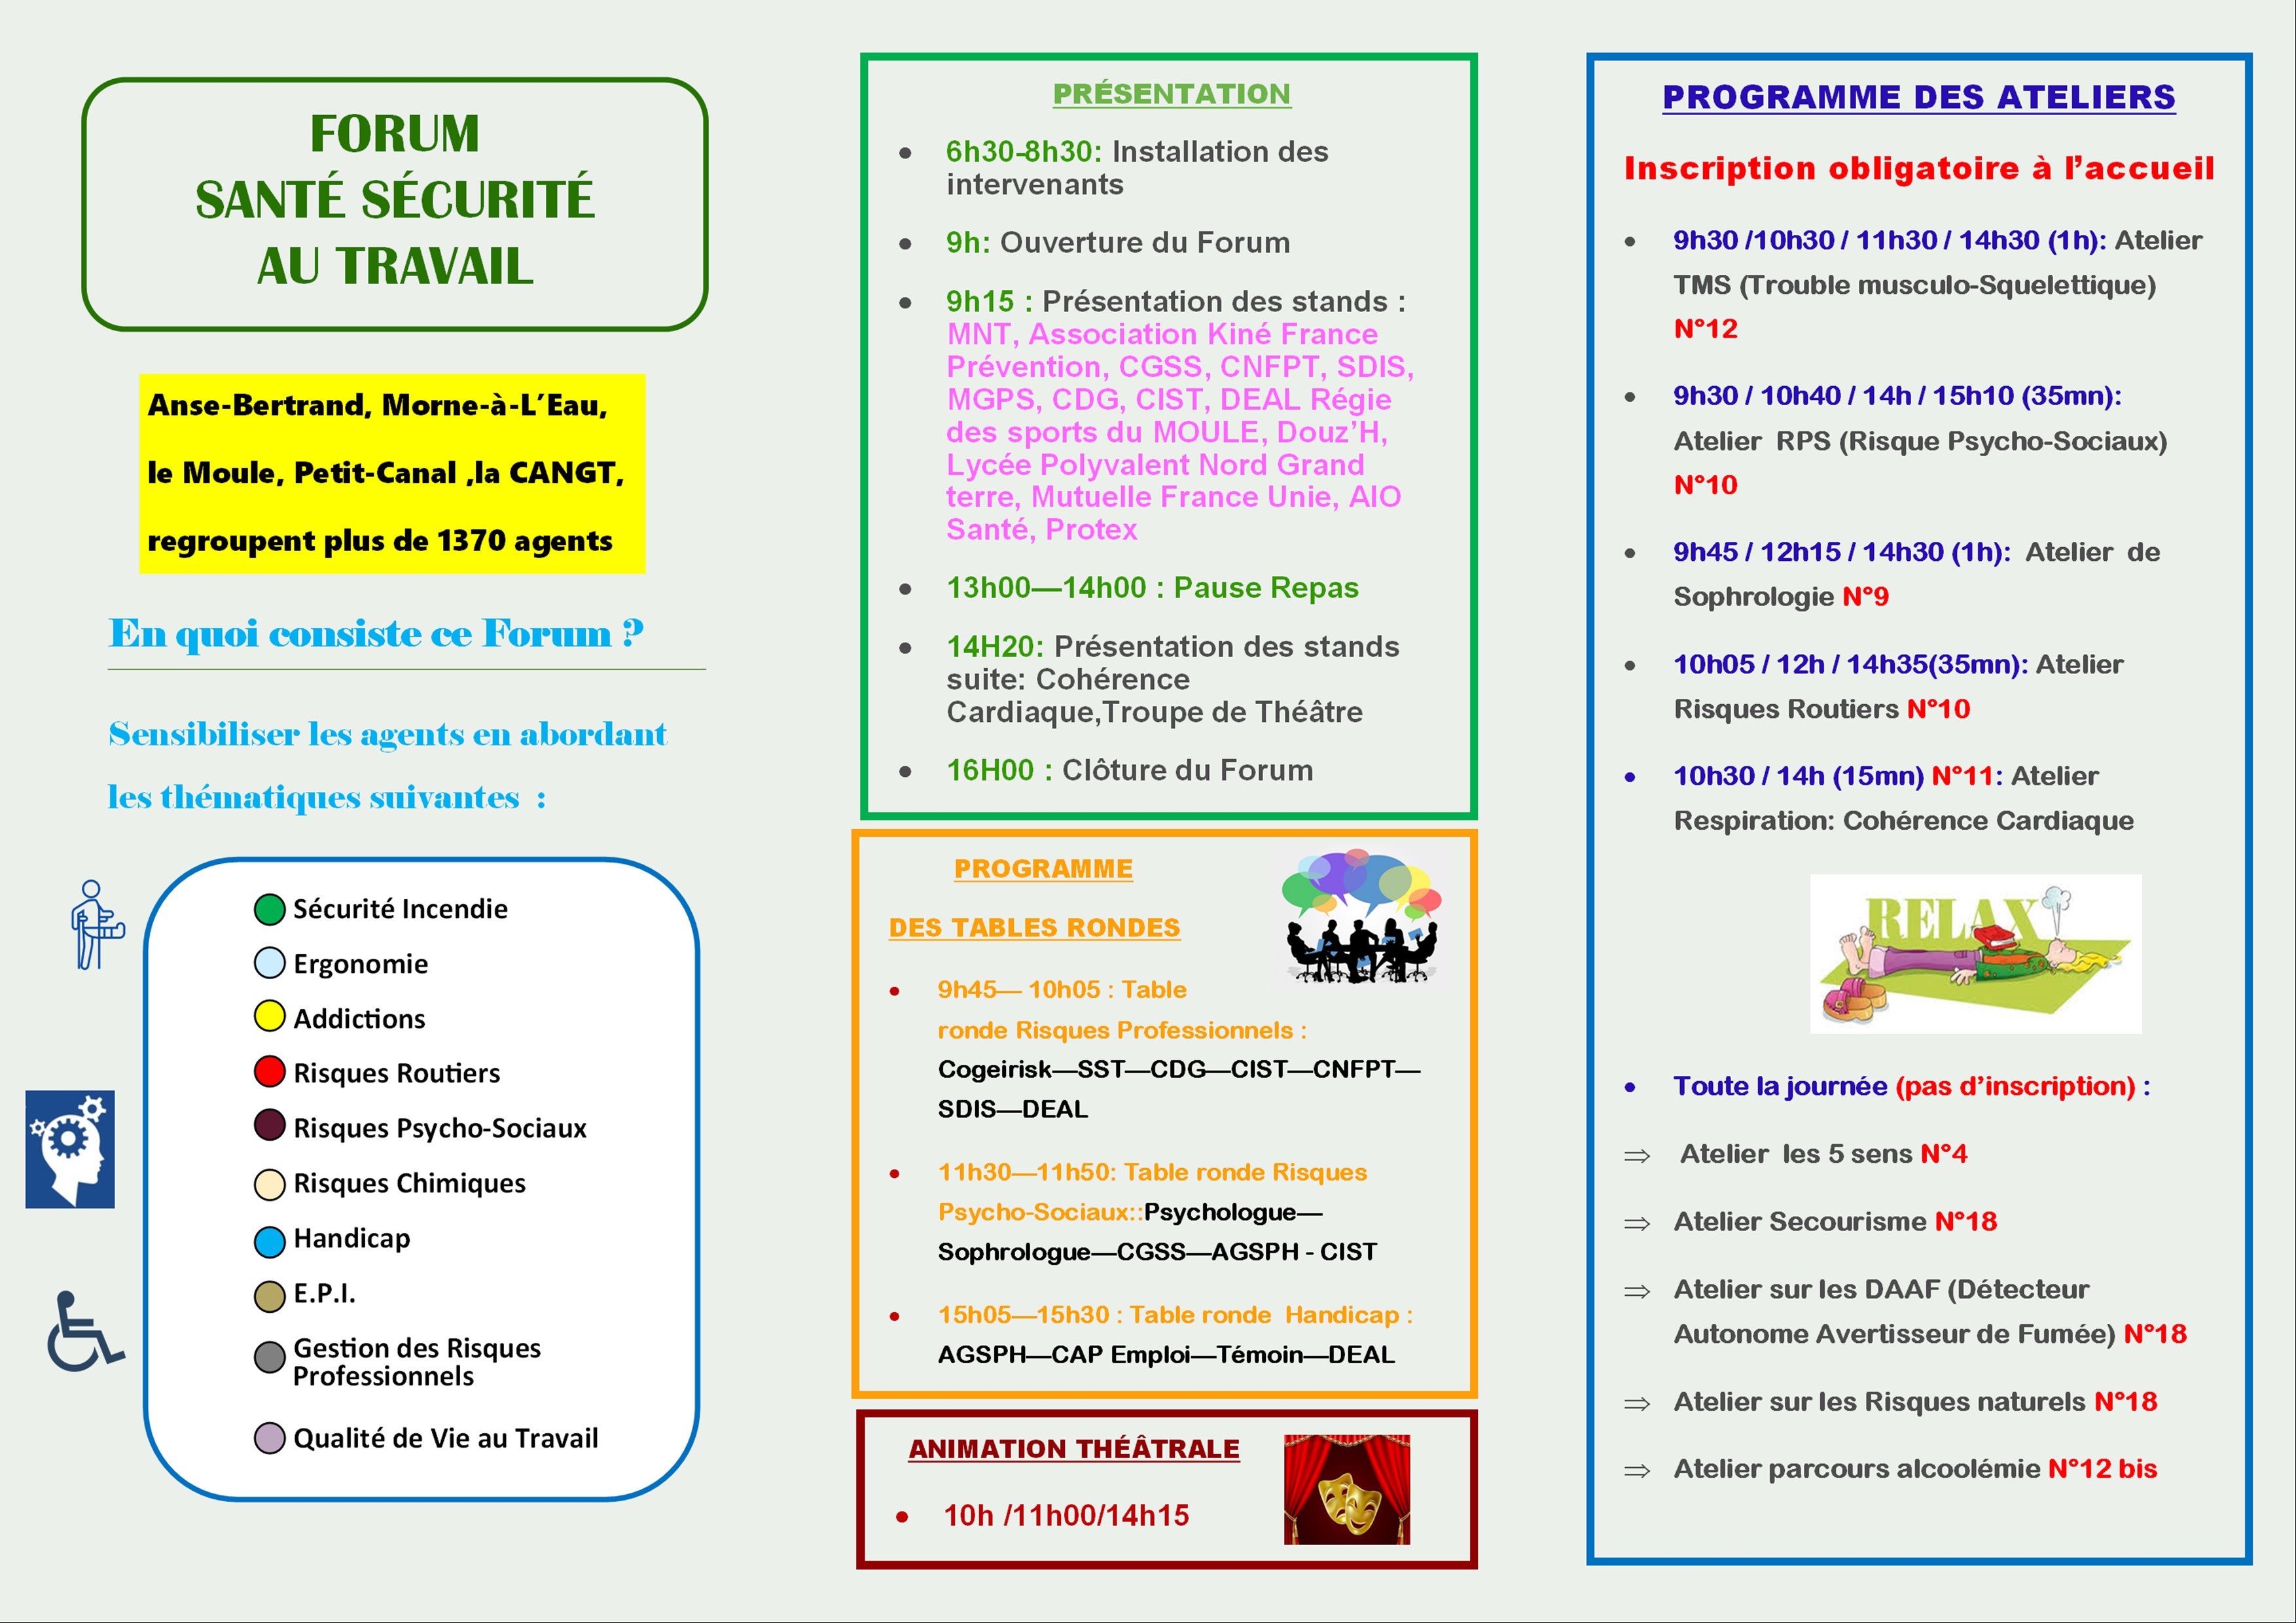 FORUM
SANTÉ SÉCURITÉ
AU TRAVAIL
Anse-Bertrand, Morne-à-L’Eau,
le Moule, Petit-Canal ,la CANGT,
regroupent plus de 1370 agents
En quoi consiste ce Forum ?
Sensibiliser les agents en abordant
les thématiques suivantes :
Sécurité Incendie
Ergonomie
Addictions
Risques Routiers
Risques Psycho-Sociaux
Risques Chimiques
Handicap
E.P.I.
Gestion des Risques
Professionnels
Qualité de Vie au Travail
PRÉSENTATION
• 6h30-8h30: Installation des
intervenants
• 9h: Ouverture du Forum
• 9h15 : Présentation des stands :
MNT, Association Kiné France
Prévention, CGSS, CNFPT, SDIS,
MGPS, CDG, CIST, DEAL Régie
des sports du MOULE, Douz’H,
Lycée Polyvalent Nord Grand
terre, Mutuelle France Unie, AIO
Santé, Protex
• 13h00—14h00 : Pause Repas
• 14H20: Présentation des stands
suite: Cohérence
Cardiaque,Troupe de Théâtre
• 16H00 : Clôture du Forum
PROGRAMME
DES TABLES RONDES
• 9h45— 10h05 : Table
ronde Risques Professionnels :
Cogeirisk—SST—CDG—CIST—CNFPT—
SDIS—DEAL
• 11h30—11h50: Table ronde Risques
Psycho-Sociaux::Psychologue—
Sophrologue—CGSS—AGSPH - CIST
• 15h05—15h30 : Table ronde Handicap :
AGSPH—CAP Emploi—Témoin—DEAL
ANIMATION THÉÂTRALE
• 10h /11h00/14h15
PROGRAMME DES ATELIERS
Inscription obligatoire à l’accueil
• 9h30 /10h30 / 11h30 / 14h30 (1h): Atelier
TMS (Trouble musculo-Squelettique)
N°12
• 9h30 / 10h40 / 14h / 15h10 (35mn):
Atelier RPS (Risque Psycho-Sociaux)
N°10
• 9h45 / 12h15 / 14h30 (1h): Atelier de
Sophrologie N°9
• 10h05 / 12h / 14h35(35mn): Atelier
Risques Routiers N°10
• 10h30 / 14h (15mn) N°11: Atelier
Respiration: Cohérence Cardiaque
RELAX
• Toute la journée (pas d’inscription) :
⇒ Atelier les 5 sens N°4
⇒ Atelier Secourisme N°18
⇒ Atelier sur les DAAF (Détecteur
Autonome Avertisseur de Fumée) N°18
⇒ Atelier sur les Risques naturels N°18
⇒ Atelier parcours alcoolémie N°12 bis